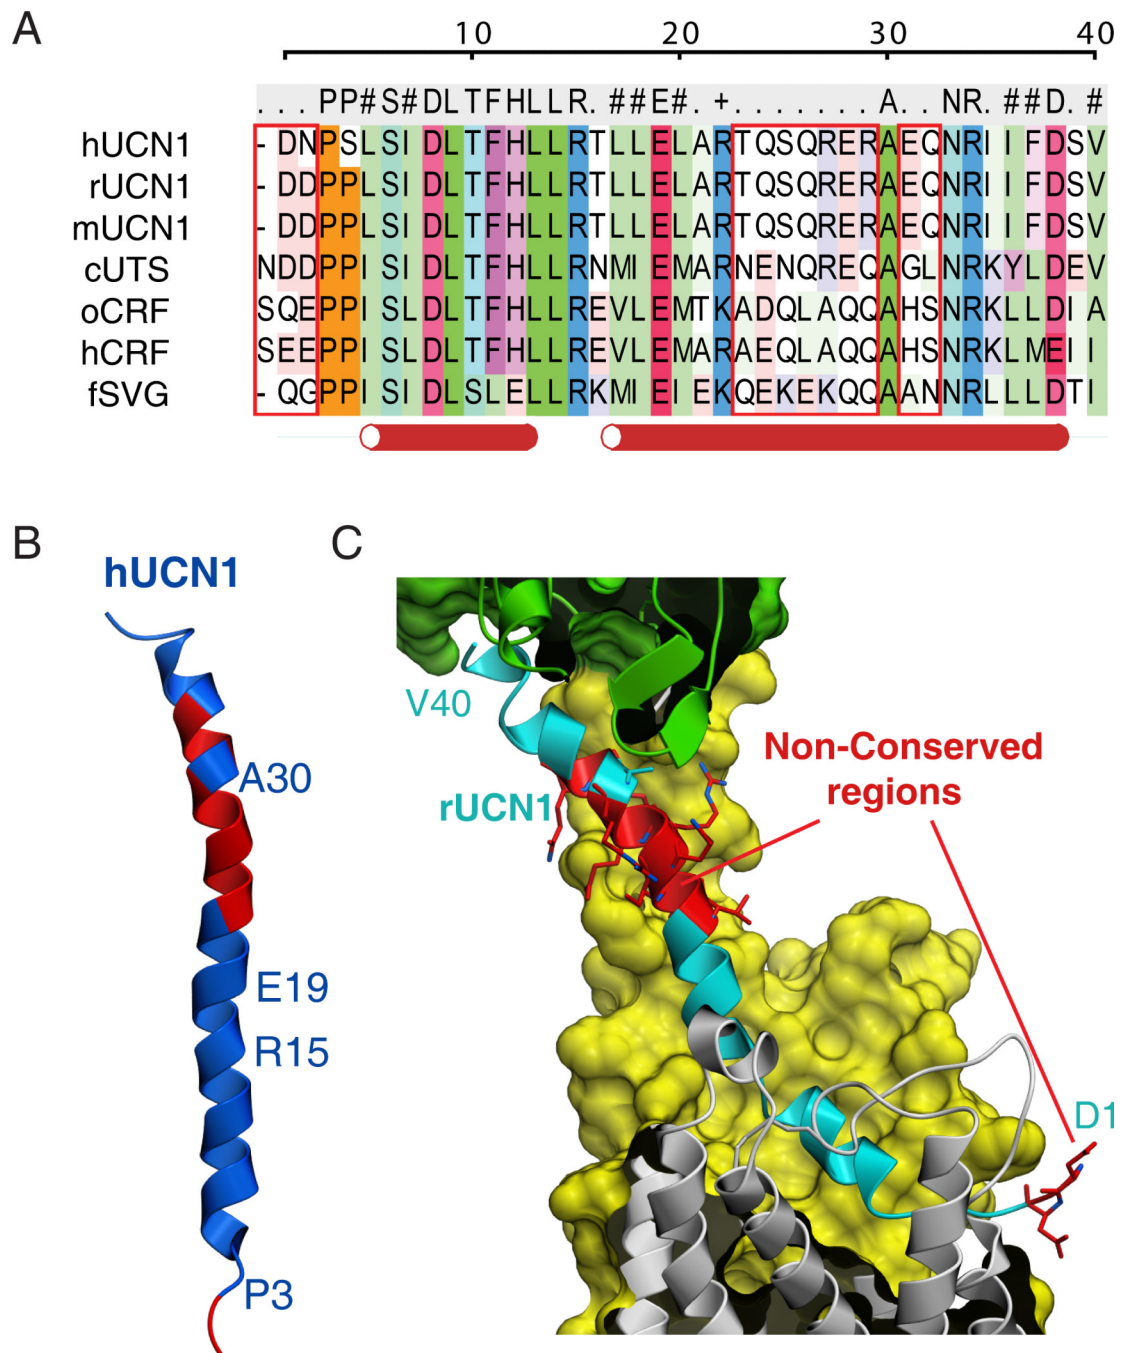 A
10 20 30 40
. . . PP#S#DLTFHLLR. ##E#. +. . . . . . . A. . NR. ##D. #
hUCN1 - DNPSLSIDLTFHLLRTLLELARTQSQRERAEQNRIIFDSV
rUCN1 - DDPPLSIDLTFHLLRTLLELARTQSQRERAEQNRIIFDSV
mUCN1 - DDPPLSIDLTFHLLRTLLELARTQSQRERAEQNRIIFDSV
cUTS NDDPPISIDLTFHLLRNMIEMARNENQREQAGLNRKYLDEV
oCRF SQEPPISLDLTFHLLREVLEMTKADQLAQQAHSNRKLLDIA
hCRF SEEPPISLDLTFHLLREVLEMARAEQLAQQAHSNRKLMEII
fSVG - QGPPISIDLSLELLRKMIEIEKQEKEKQQAANNRLLLDTI
B
hUCN1
A30
E19
R15
P3
C
V40
rUCN1
Non-Conserved
regions
D1